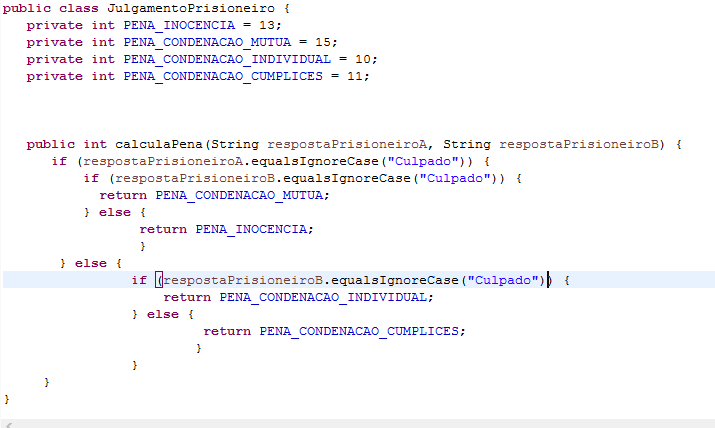 public class JulgamentoPrisioneiro {
private int PENA_INOCENCIA = 13;
private int PENA_CONDENACAO_MUTUA = 15;
private int PENA_CONDENACAO_INDIVIDUAL = 10;
private int PENA_CONDENACAO_CUMPLICES = 11;
public int calculaPena(String respostaPrisioneiroA, String respostaPrisioneiroB) {
if (respostaPrisioneiroA.equalsIgnoreCase("Culpado")) {
if (respostaPrisioneiroB.equalsIgnoreCase("Culpado")) {
return PENA_CONDENACAO_MUTUA;
} else {
return PENA_INOCENCIA;
}
} else {
if (respostaPrisioneiroB.equalsIgnoreCase("Culpado")) {
return PENA_CONDENACAO_INDIVIDUAL;
} else {
return PENA_CONDENACAO_CUMPLICES;
}
}
}
}